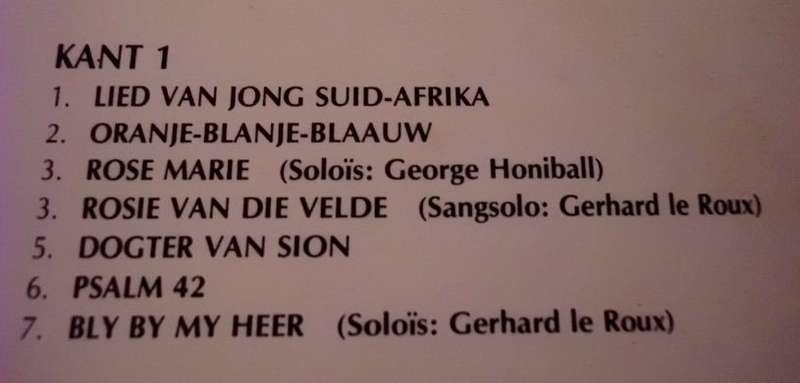 KANT 1
1. LIED VAN JONG SUID-AFRIKA
2. ORANJE-BLANJE-BLAAUW
3. ROSE MARIE (Soloïs: George Honiball)
3. ROSIE VAN DIE VELDE (Sangsolo: Gerhard le Roux)
5. DOGTER VAN SION
6. PSALM 42
7. BLY BY MY HEER (Soloïs: Gerhard le Roux)